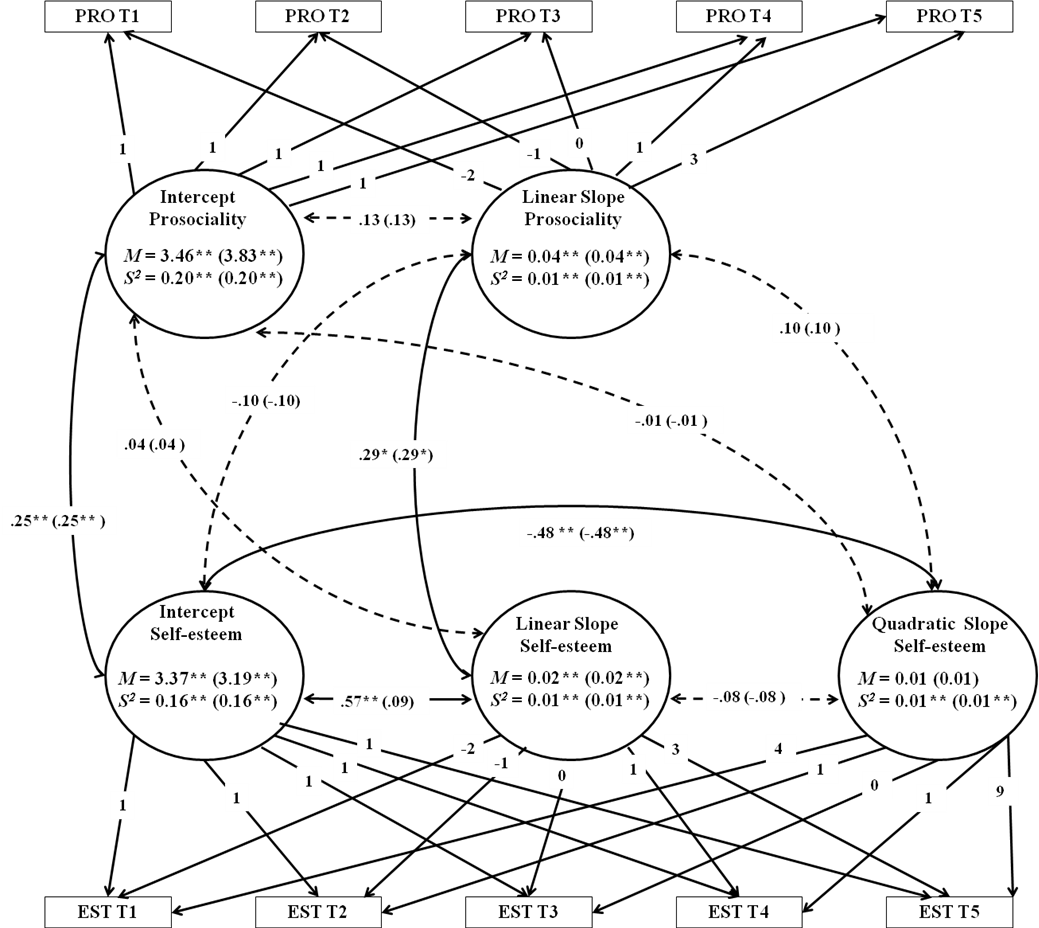 PRO T1
PRO T2
PRO T3
PRO T4
PRO T5
1
1
1
1
1
-2
-1
0
1
3
Intercept
Prosociality
M = 3.46** (3.83**)
S² = 0.20** (0.20**)
.13 (.13)
Linear Slope
Prosociality
M = 0.04** (0.04**)
S² = 0.01** (0.01**)
.10 (.10 )
-.10 (-.10)
-.01 (-.01 )
.04 (.04 )
.29* (.29*)
.25** (.25** )
-.48 ** (-.48**)
Intercept
Self-esteem
M = 3.37** (3.19**)
S² = 0.16** (0.16**)
.57** (.09)
Linear Slope
Self-esteem
M = 0.02** (0.02**)
S² = 0.01** (0.01**)
-.08 (-.08 )
Quadratic Slope
Self-esteem
M = 0.01 (0.01)
S² = 0.01** (0.01**)
1
1
1
1
1
-2
-1
0
1
3
4
1
0
1
9
EST T1
EST T2
EST T3
EST T4
EST T5